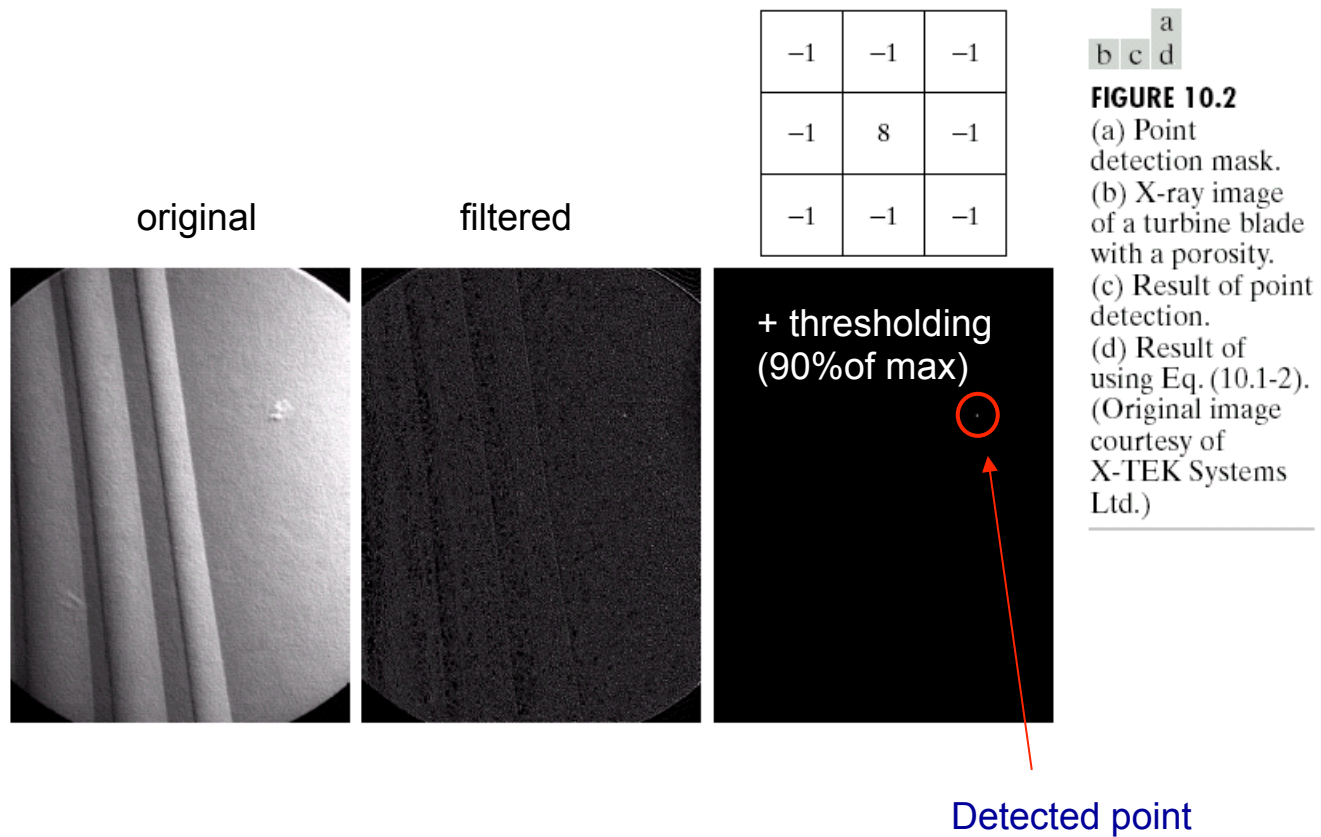 –1 –1 –1
–1 8 –1
–1 –1 –1
a
b c d
FIGURE 10.2
(a) Point
detection mask.
(b) X-ray image
of a turbine blade
with a porosity.
(c) Result of point
detection.
(d) Result of
using Eq. (10.1-2).
(Original image
courtesy of
X-TEK Systems
Ltd.)
original
filtered
+ thresholding
(90%of max)
Detected point